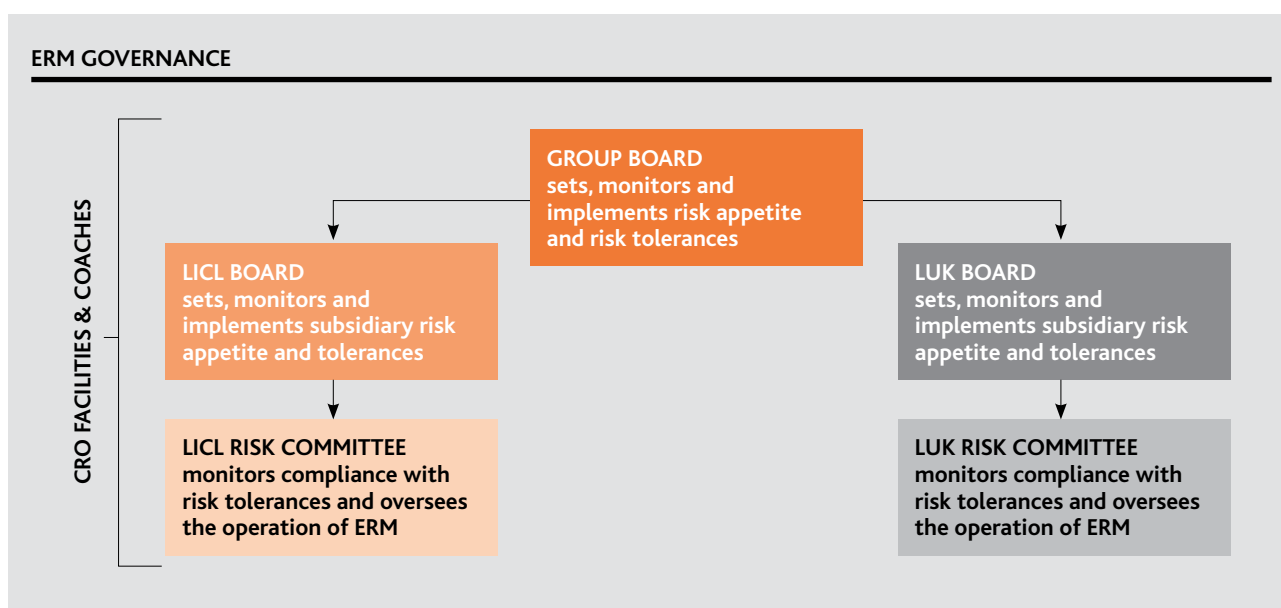 ERM GOVERNANCE
CRO FACILITIES & COACHES
GROUP BOARD
sets, monitors and
implements risk appetite
and risk tolerances
LICL BOARD
sets, monitors and
implements subsidiary risk
appetite and tolerances
LUK BOARD
sets, monitors and
implements subsidiary risk
appetite and tolerances
LICL RISK COMMITTEE
monitors compliance with
risk tolerances and oversees
the operation of ERM
LUK RISK COMMITTEE
monitors compliance with
risk tolerances and oversees
the operation of ERM